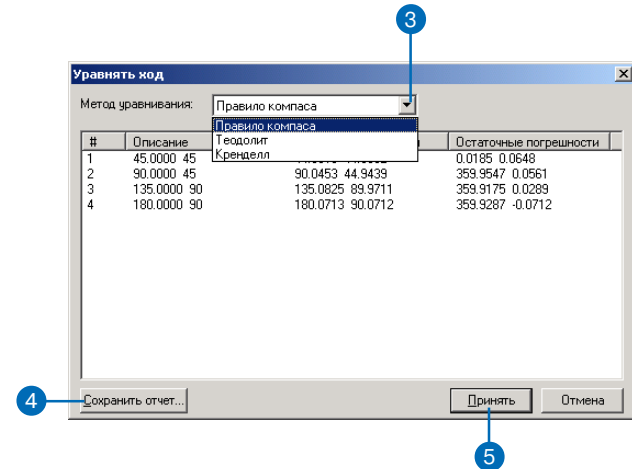 3
Уравнять ход
Метод уравнивания: Правило компаса
Правило компаса
Теодолит
Кренделл
# Описание Остаточные погрешности
1 45.0000 45 0.0185 0.0648
2 90.0000 45 90.0453 44.9439 359.9547 0.0561
3 135.0000 90 135.0825 89.9711 359.9175 0.0289
4 180.0000 90 180.0713 90.0712 359.9287 -0.0712
4 Сохранить отчет... Принять Отмена
5